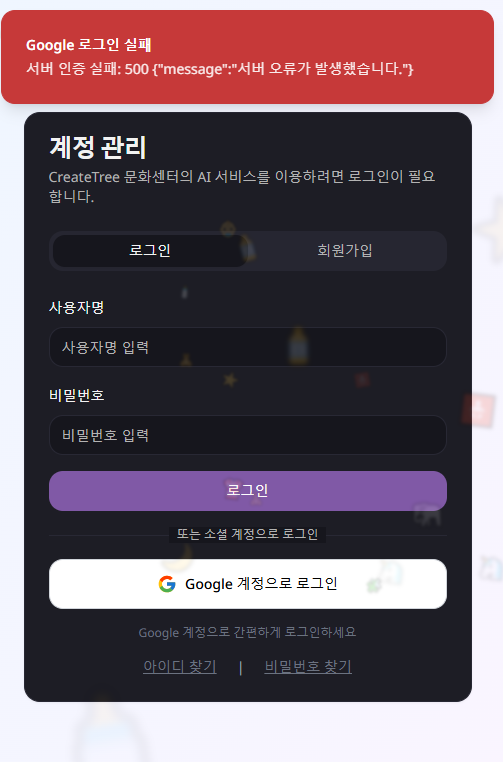 Google 로그인 실패
서버 인증 실패: 500 {"message":"서버 오류가 발생했습니다."}
계정 관리
CreateTree 문화센터의 AI 서비스를 이용하려면 로그인이 필요
합니다.
로그인 회원가입
사용자명
사용자명 입력
비밀번호
비밀번호 입력
로그인
또는 소셜 계정으로 로그인
Google 계정으로 로그인
Google 계정으로 간편하게 로그인하세요
아이디 찾기 | 비밀번호 찾기